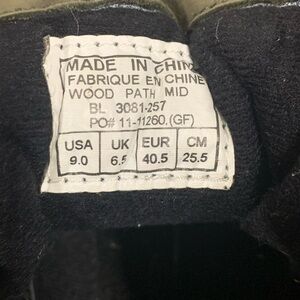 MADE IN CHINA
FABRIQUE EN CHINE
WOOD PATH MID
BL 3081-257
PO# 11-11260.(GF)
USA UK EUR CM
9.0 6.5 40.5 25.5